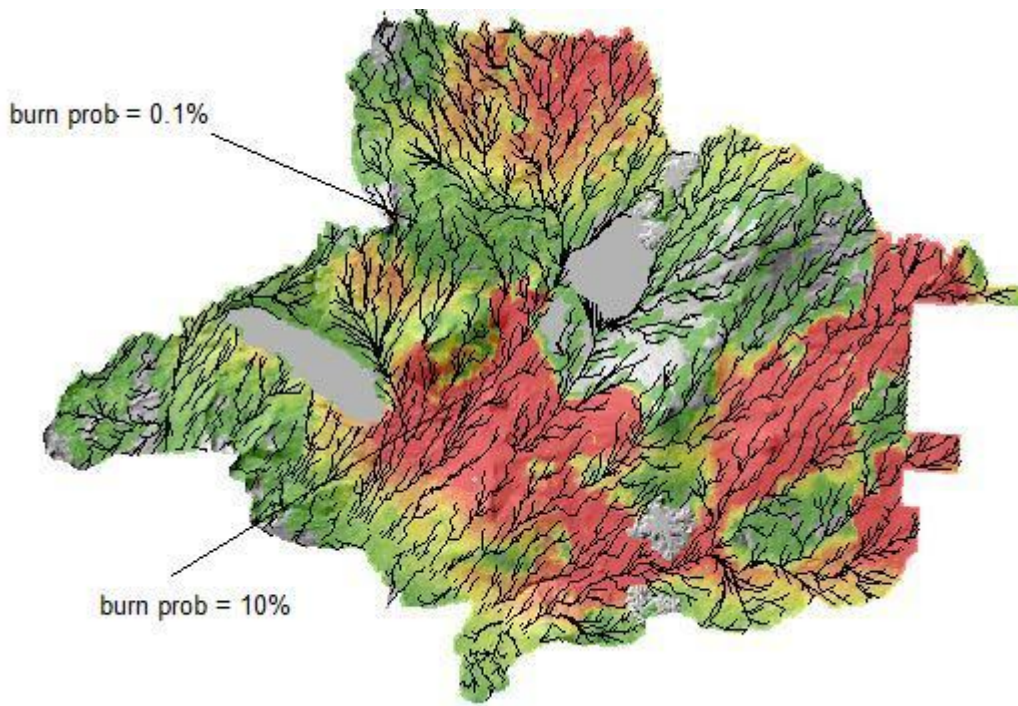 burn prob = 0.1%
burn prob = 10%